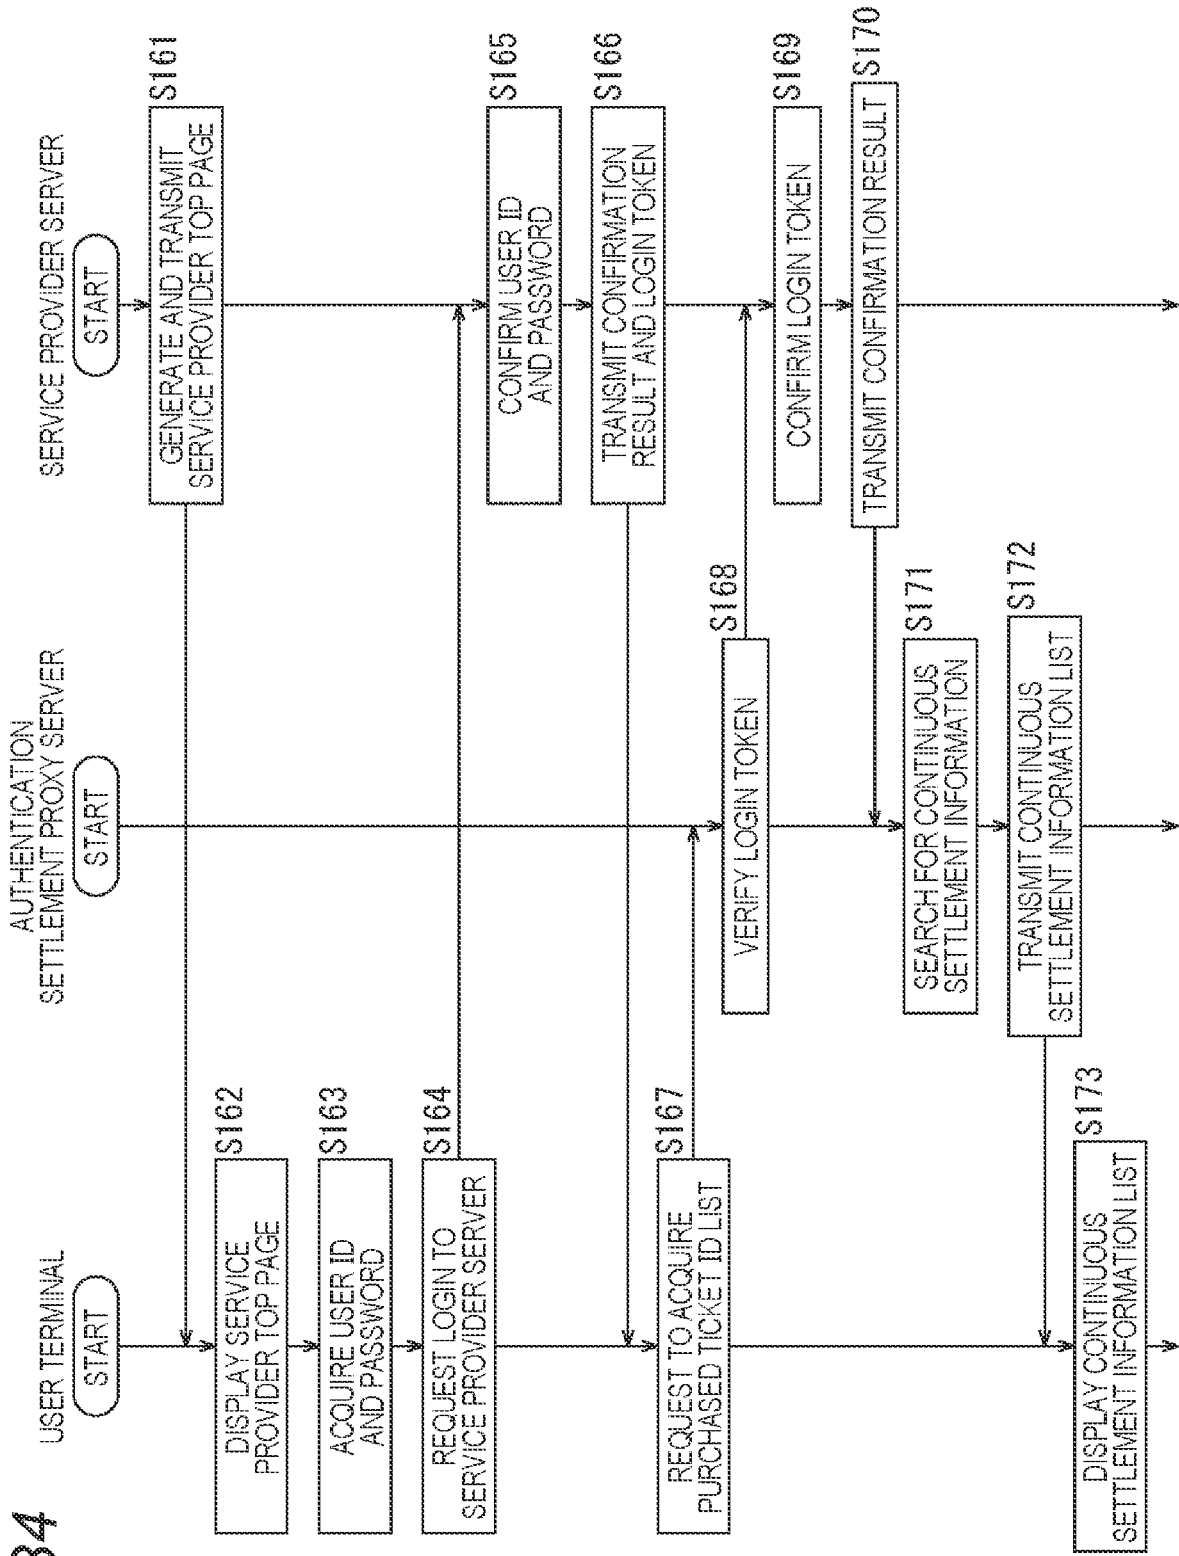 34
USER TERMINAL
START
AUTHENTICATION
SETTLEMENT PROXY SERVER
START
SERVICE PROVIDER SERVER
START
S161
GENERATE AND TRANSMIT
SERVICE PROVIDER TOP PAGE
S162
DISPLAY SERVICE
PROVIDER TOP PAGE
S163
ACQUIRE USER ID
AND PASSWORD
S164
REQUEST LOGIN TO
SERVICE PROVIDER SERVER
S165
CONFIRM USER ID
AND PASSWORD
S166
TRANSMIT CONFIRMATION
RESULT AND LOGIN TOKEN
S167
REQUEST TO ACQUIRE
PURCHASED TICKET ID LIST
S168
VERIFY LOGIN TOKEN
S169
CONFIRM LOGIN TOKEN
S170
TRANSMIT CONFIRMATION RESULT
S171
SEARCH FOR CONTINUOUS
SETTLEMENT INFORMATION
S172
TRANSMIT CONTINUOUS
SETTLEMENT INFORMATION LIST
S173
DISPLAY CONTINUOUS
SETTLEMENT INFORMATION LIST